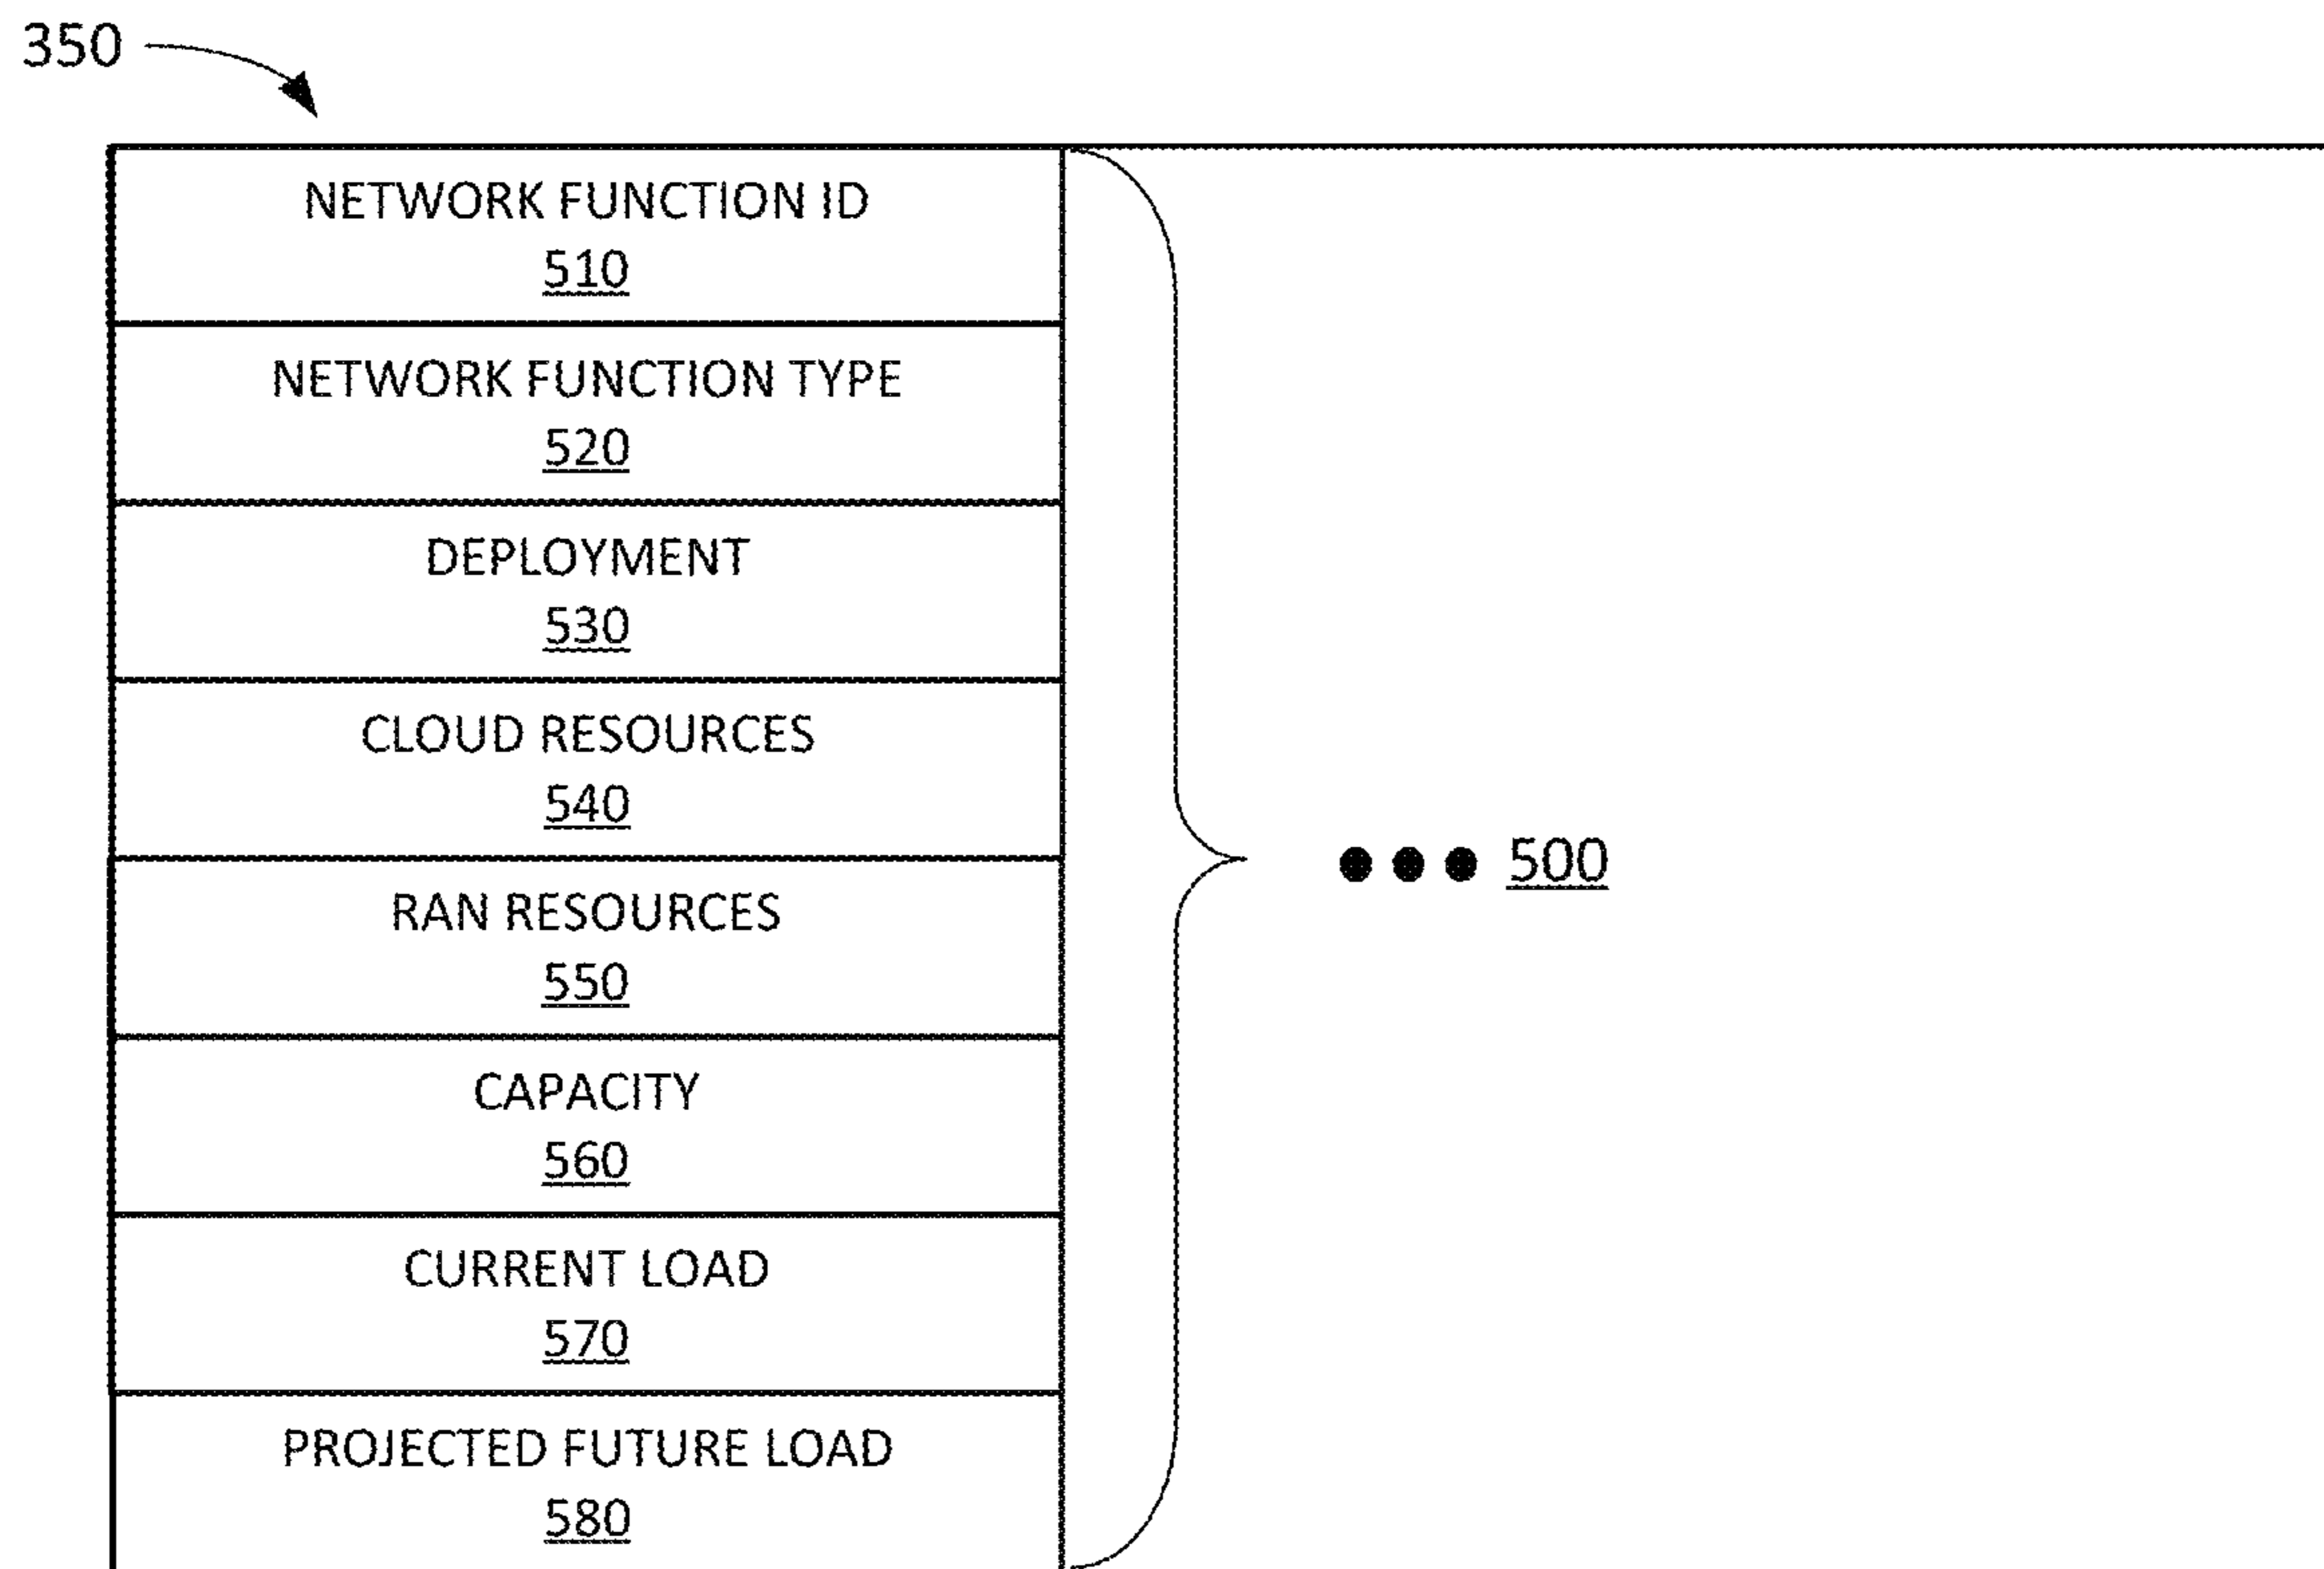 350
NETWORK FUNCTION ID
510
NETWORK FUNCTION TYPE
520
DEPLOYMENT
530
CLOUD RESOURCES
540
RAN RESOURCES
550
CAPACITY
560
CURRENT LOAD
570
PROJECTED FUTURE LOAD
580
500